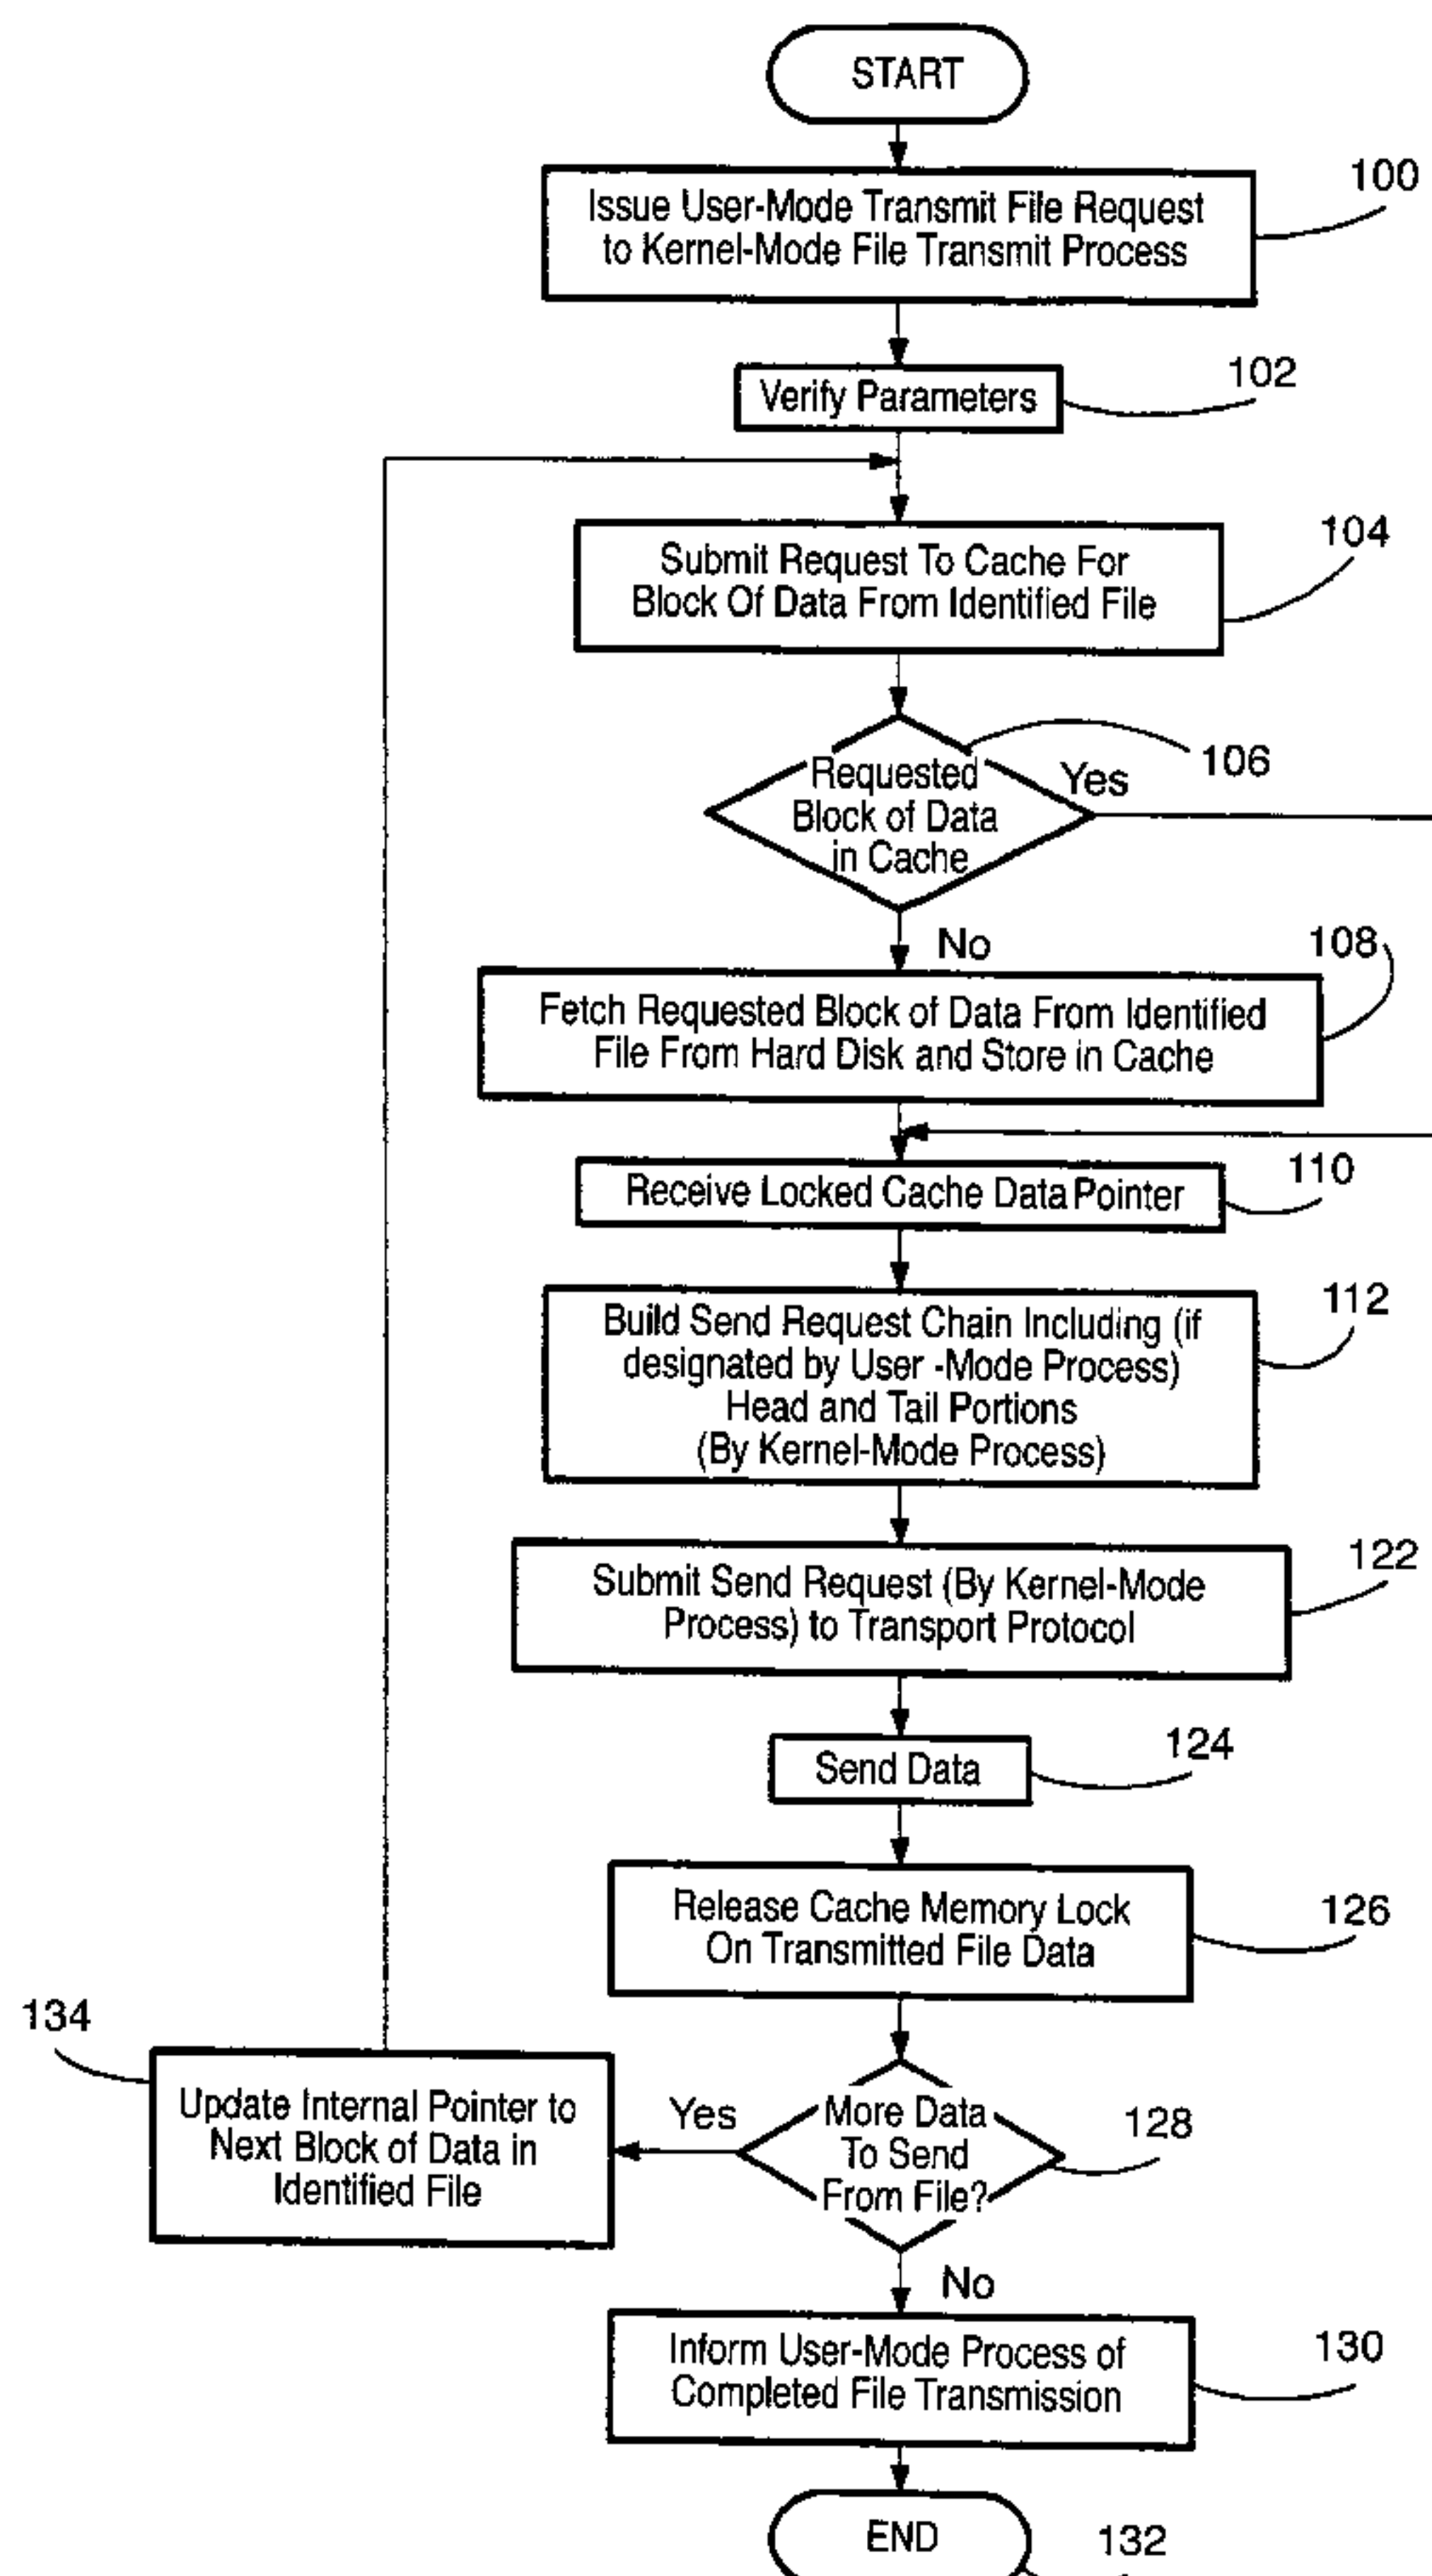 START
100
Issue User-Mode Transmit File Request
to Kernel-Mode File Transmit Process
102
Verify Parameters
104
Submit Request To Cache For
Block Of Data From Identified File
106
Requested
Block of Data
in Cache
Yes
No
108
Fetch Requested Block of Data From Identified
File From Hard Disk and Store in Cache
110
Receive Locked Cache Data Pointer
112
Build Send Request Chain Including (if
designated by User -Mode Process)
Head and Tail Portions
(By Kernel-Mode Process)
122
Submit Send Request (By Kernel-Mode
Process) to Transport Protocol
124
Send Data
126
Release Cache Memory Lock
On Transmitted File Data
128
More Data
To Send
From File?
Yes
134
Update Internal Pointer to
Next Block of Data in
Identified File
No
130
Inform User-Mode Process of
Completed File Transmission
END
132